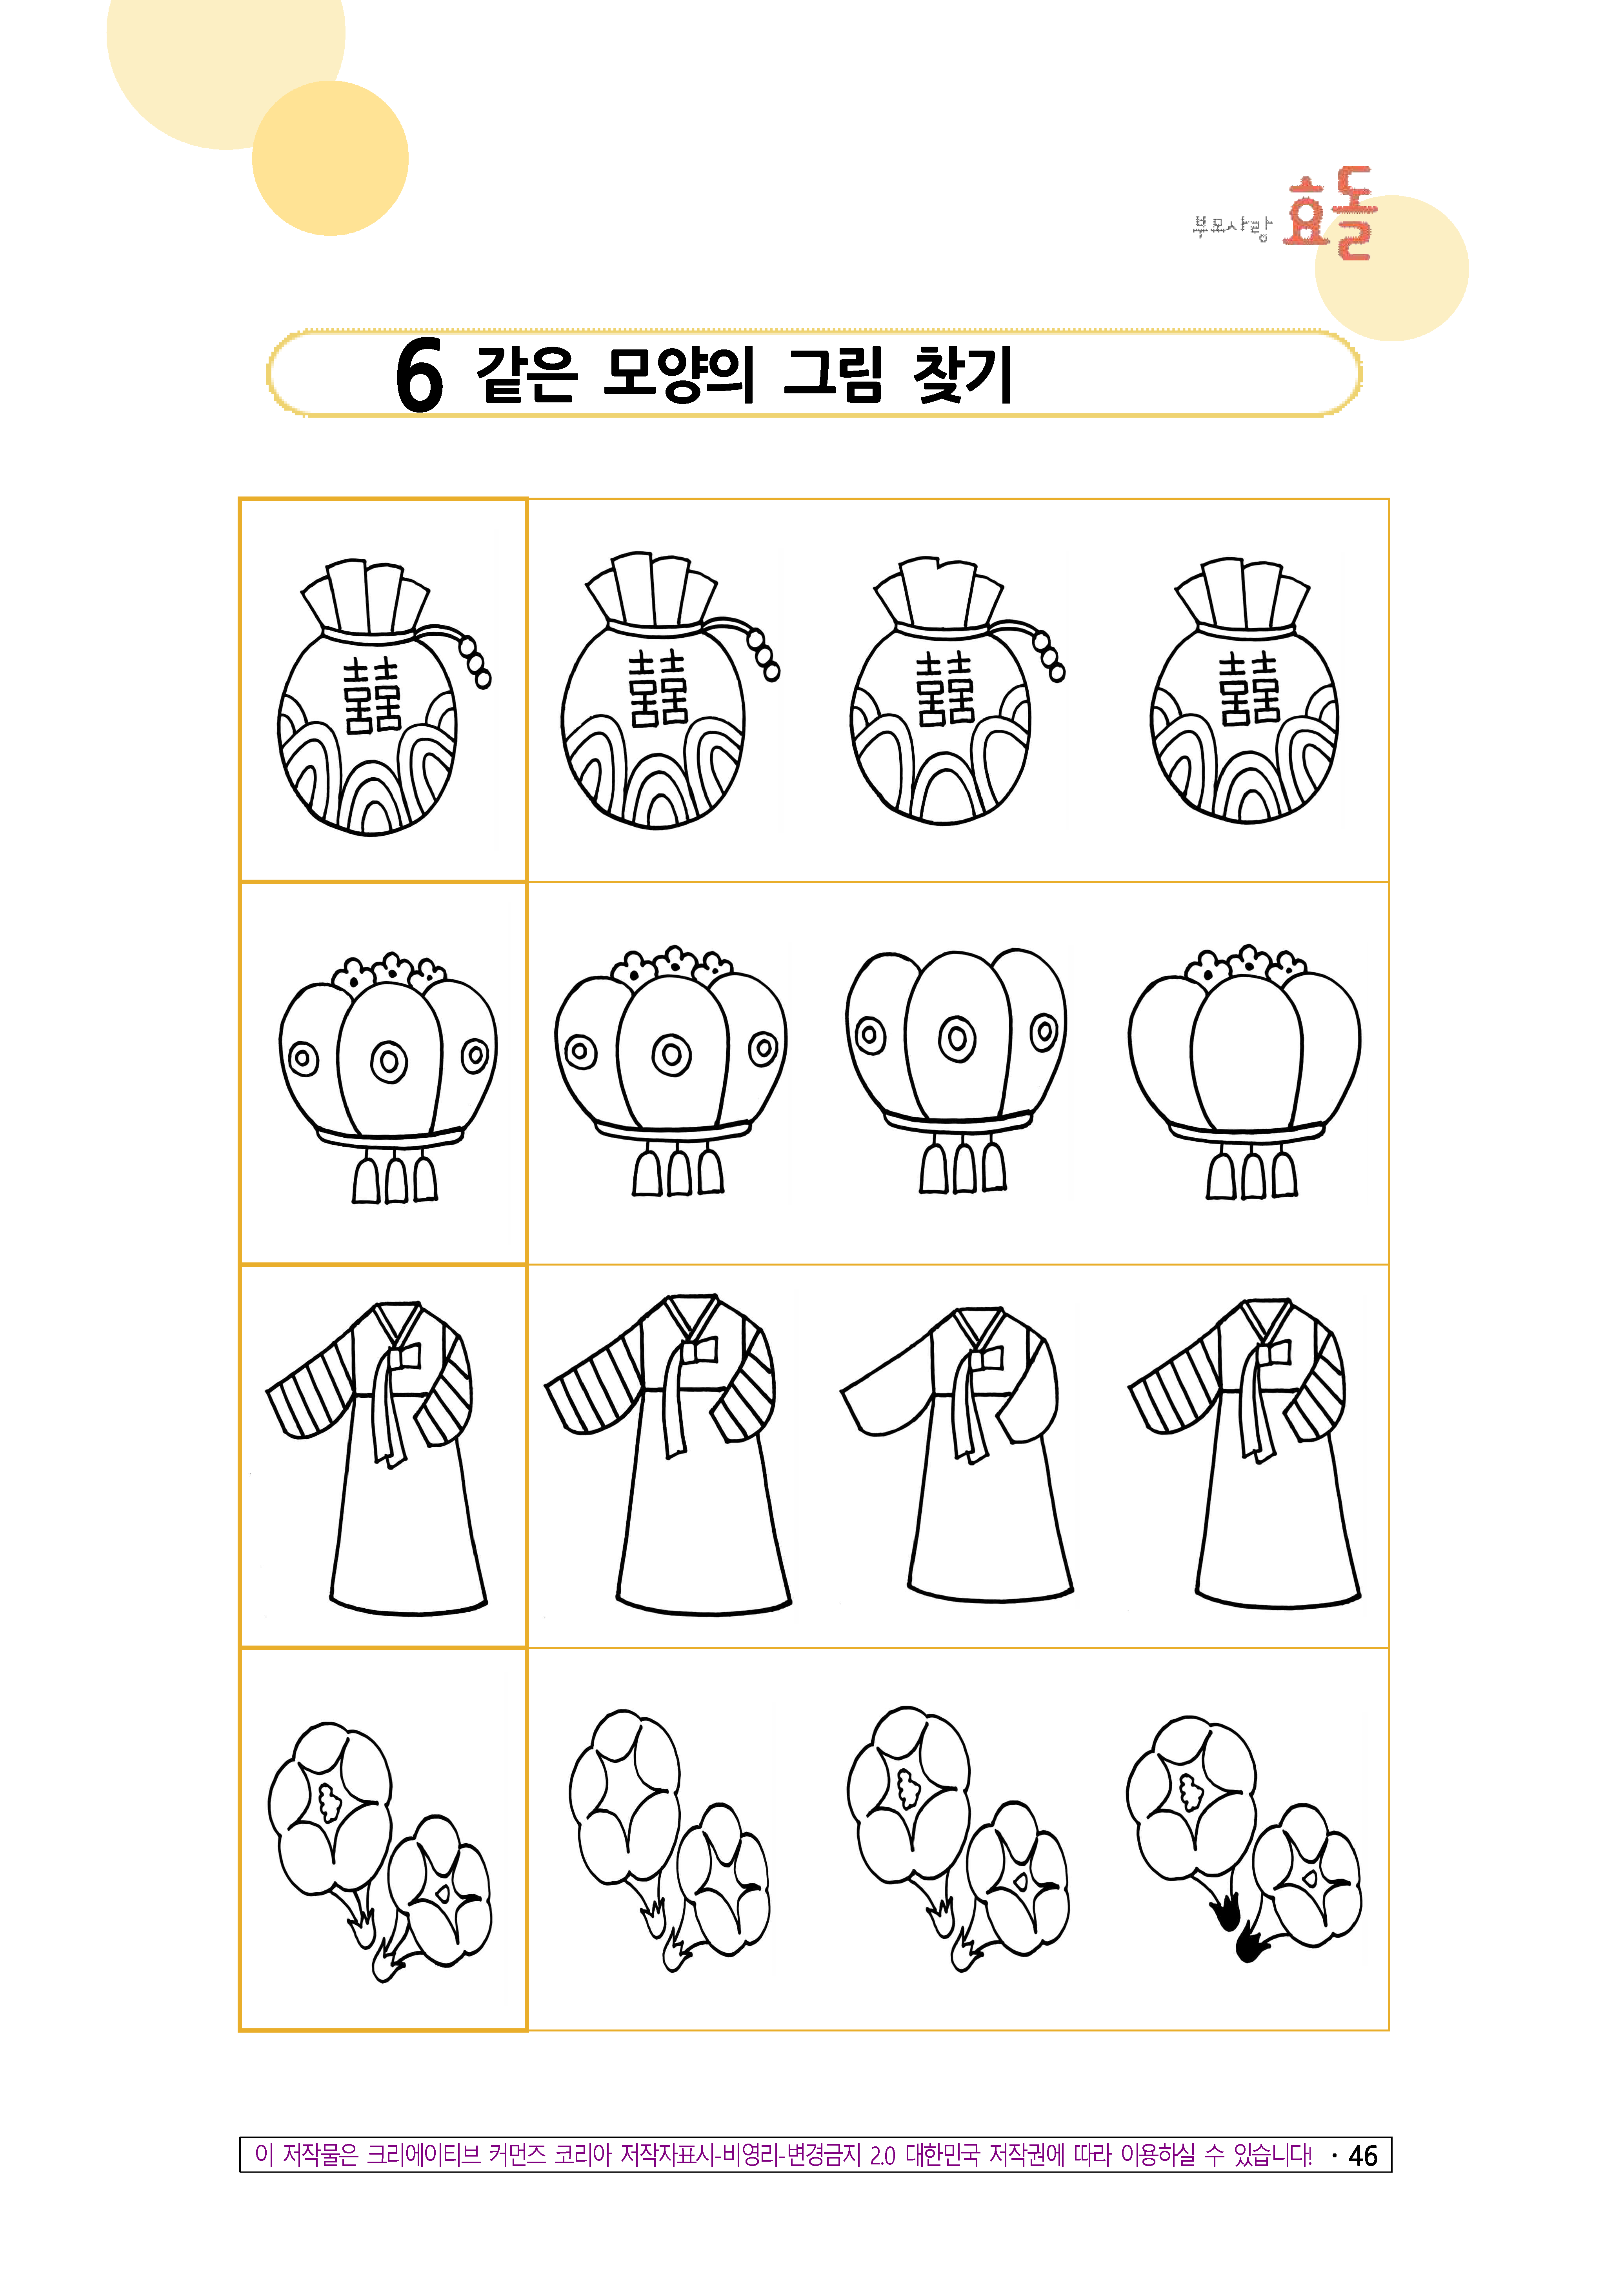 부모사랑 효돌
6 같은 모양의 그림 찾기
囍
囍 囍 囍
이 저작물은 크리에이티브 커먼즈 코리아 저작자표시-비영리-변경금지 2.0 대한민국 저작권에 따라 이용하실 수 있습니다! · 46